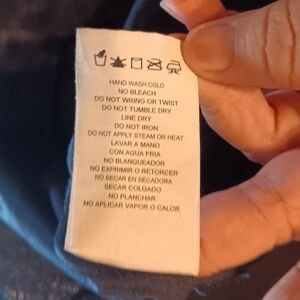 HAND WASH COLD
NO BLEACH
DO NOT WRING OR TWIST
DO NOT TUMBLE DRY
LINE DRY
DO NOT IRON
DO NOT APPLY STEAM OR HEAT
LAVAR A MANO
CON AGUA FRIA
NO BLANQUEADOR
NO EXPRIMIR O RETORCER
NO SECAR EN SECADORA
SECAR COLGADO
NO PLANCHAR
NO APLICAR VAPOR O CALOR